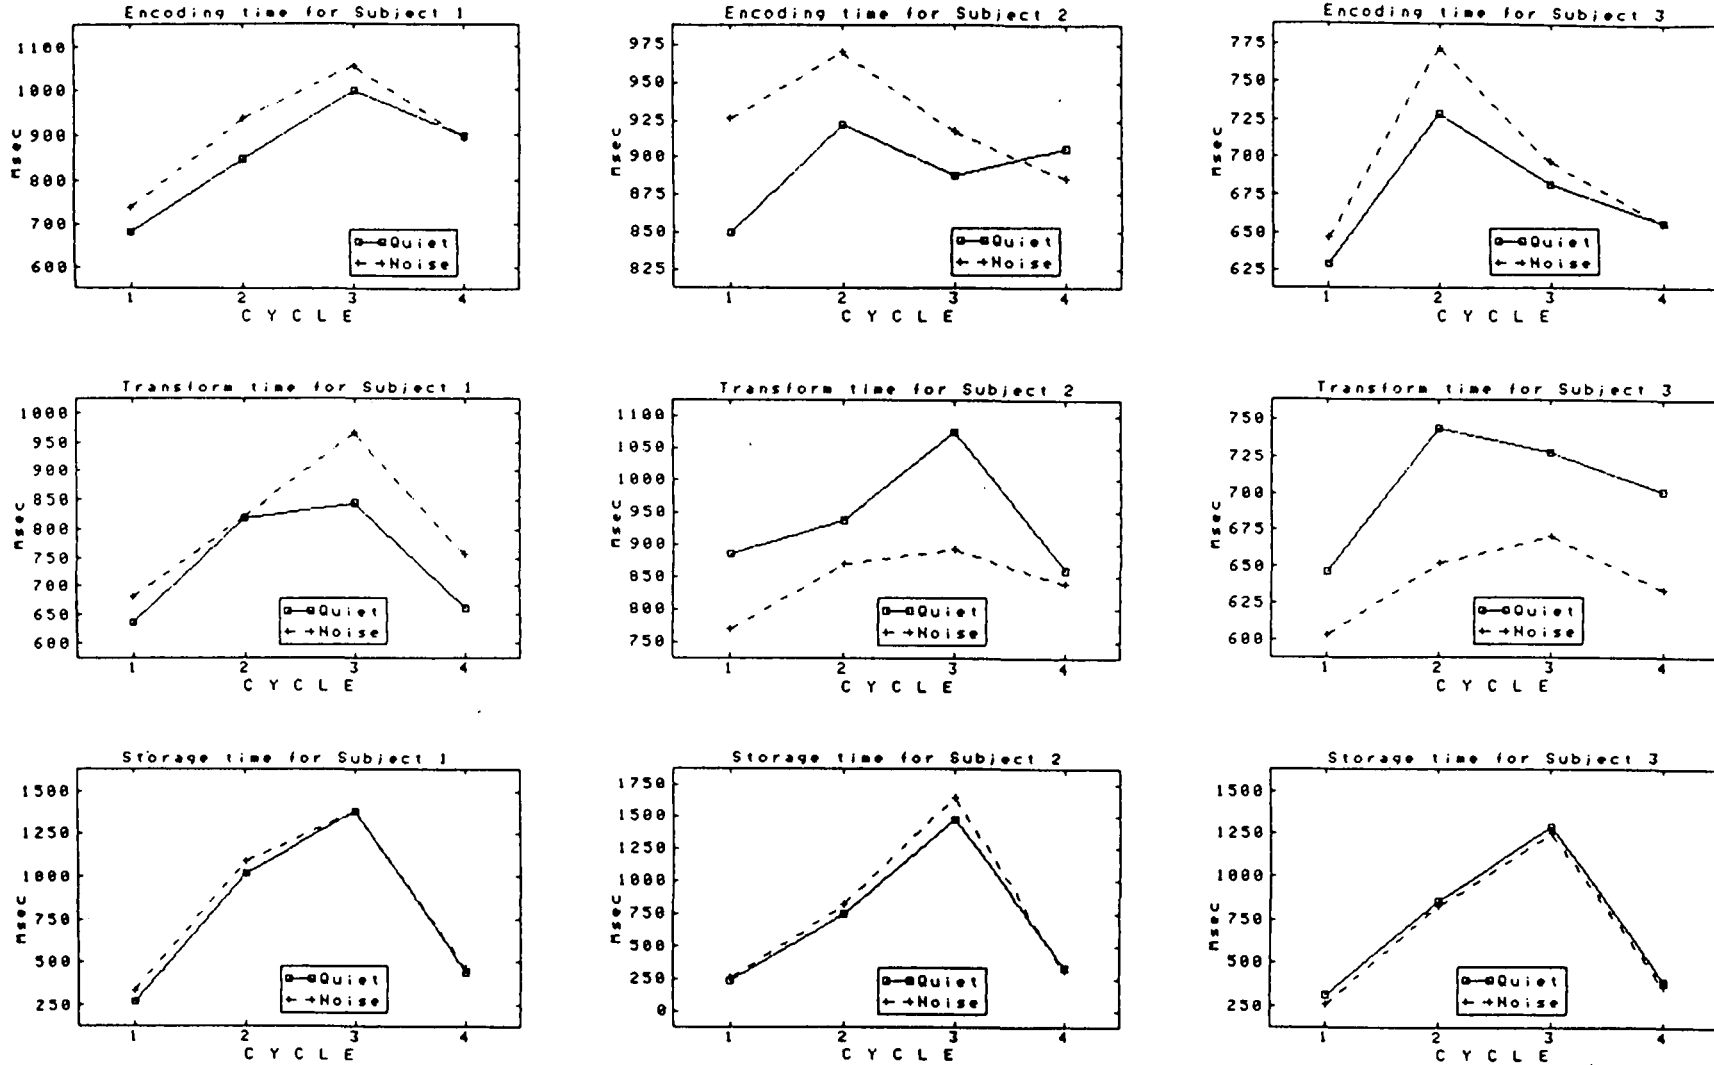 Encoding time for Subject 1
1100
1000
900
800
700
600
Msec
Quiet
Noise
1 2 3 4
CYCLE
Encoding time for Subject 2
975
950
925
900
875
850
825
Msec
Quiet
Noise
1 2 3 4
CYCLE
Encoding time for Subject 3
775
750
725
700
675
650
625
Msec
Quiet
Noise
1 2 3 4
CYCLE
Transform time for Subject 1
1000
950
900
850
800
750
700
650
600
Msec
Quiet
Noise
1 2 3 4
CYCLE
Transform time for Subject 2
1100
1050
1000
950
900
850
800
750
Msec
Quiet
Noise
1 2 3 4
CYCLE
Transform time for Subject 3
750
725
700
675
650
625
600
Msec
Quiet
Noise
1 2 3 4
CYCLE
Storage time for Subject 1
1500
1250
1000
750
500
250
Msec
Quiet
Noise
1 2 3 4
CYCLE
Storage time for Subject 2
1750
1500
1250
1000
750
500
250
0
Msec
Quiet
Noise
1 2 3 4
CYCLE
Storage time for Subject 3
1500
1250
1000
750
500
250
Msec
Quiet
Noise
1 2 3 4
CYCLE